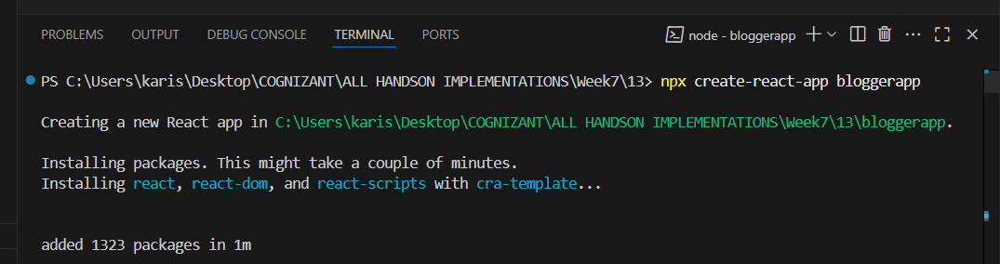 PROBLEMS OUTPUT DEBUG CONSOLE TERMINAL PORTS node - bloggerapp
PS C:\Users\karis\Desktop\COGNIZANT\ALL HANDSON IMPLEMENTATIONS\Week7\13> npx create-react-app bloggerapp
Creating a new React app in C:\Users\karis\Desktop\COGNIZANT\ALL HANDSON IMPLEMENTATIONS\Week7\13\bloggerapp.
Installing packages. This might take a couple of minutes.
Installing react, react-dom, and react-scripts with cra-template...
added 1323 packages in 1m